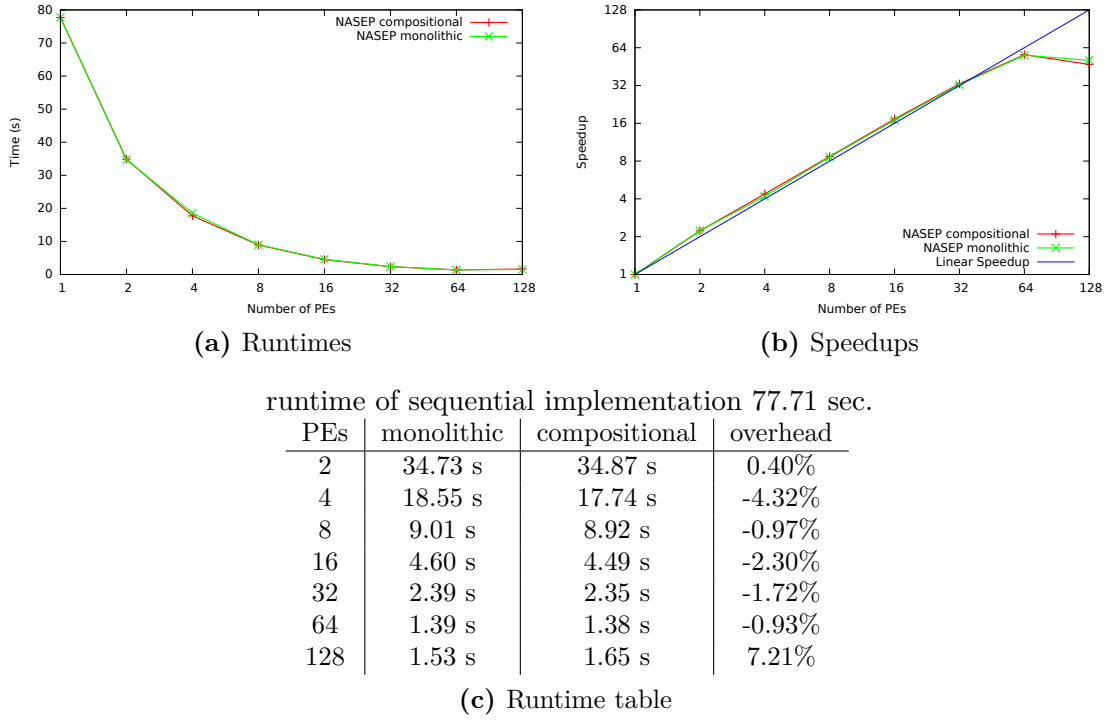 80
70
60
50
40
30
20
10
0
Time (s)
NASEP compositional
NASEP monolithic
1 2 4 8 16 32 64 128
Number of PEs
(a) Runtimes
128
64
32
16
8
4
2
1
Speedup
NASEP compositional
NASEP monolithic
Linear Speedup
1 2 4 8 16 32 64 128
Number of PEs
(b) Speedups
runtime of sequential implementation 77.71 sec.
PEs monolithic compositional overhead
2 34.73 s 34.87 s 0.40%
4 18.55 s 17.74 s -4.32%
8 9.01 s 8.92 s -0.97%
16 4.60 s 4.49 s -2.30%
32 2.39 s 2.35 s -1.72%
64 1.39 s 1.38 s -0.93%
128 1.53 s 1.65 s 7.21%
(c) Runtime table